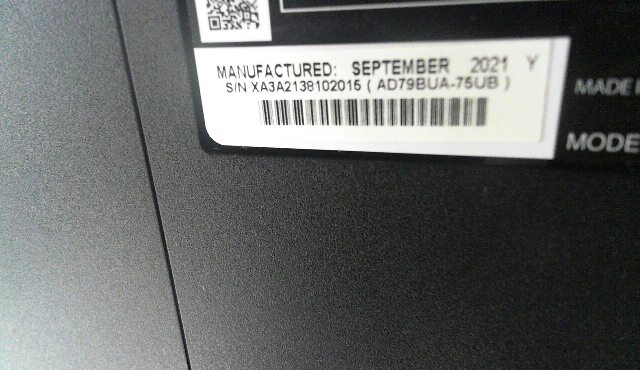 MANUFACTURED: SEPTEMBER 2021 Y
S/N XA3A2138102015 ( AD79BUA-75UB )
MADE
MODE